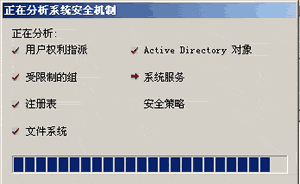 正在分析系统安全机制
正在分析:
用户权利指派
Active Directory 对象
受限制的组
系统服务
注册表
安全策略
文件系统